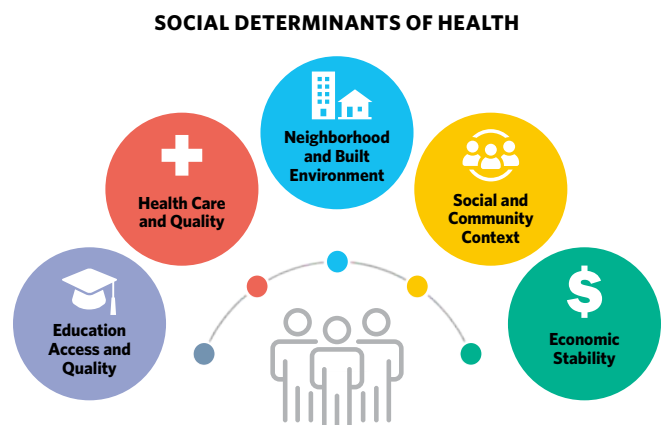 SOCIAL DETERMINANTS OF HEALTH
Neighborhood
and Built
Environment
Health Care
and Quality
Social and
Community
Context
Education
Access and
Quality
$
Economic
Stability